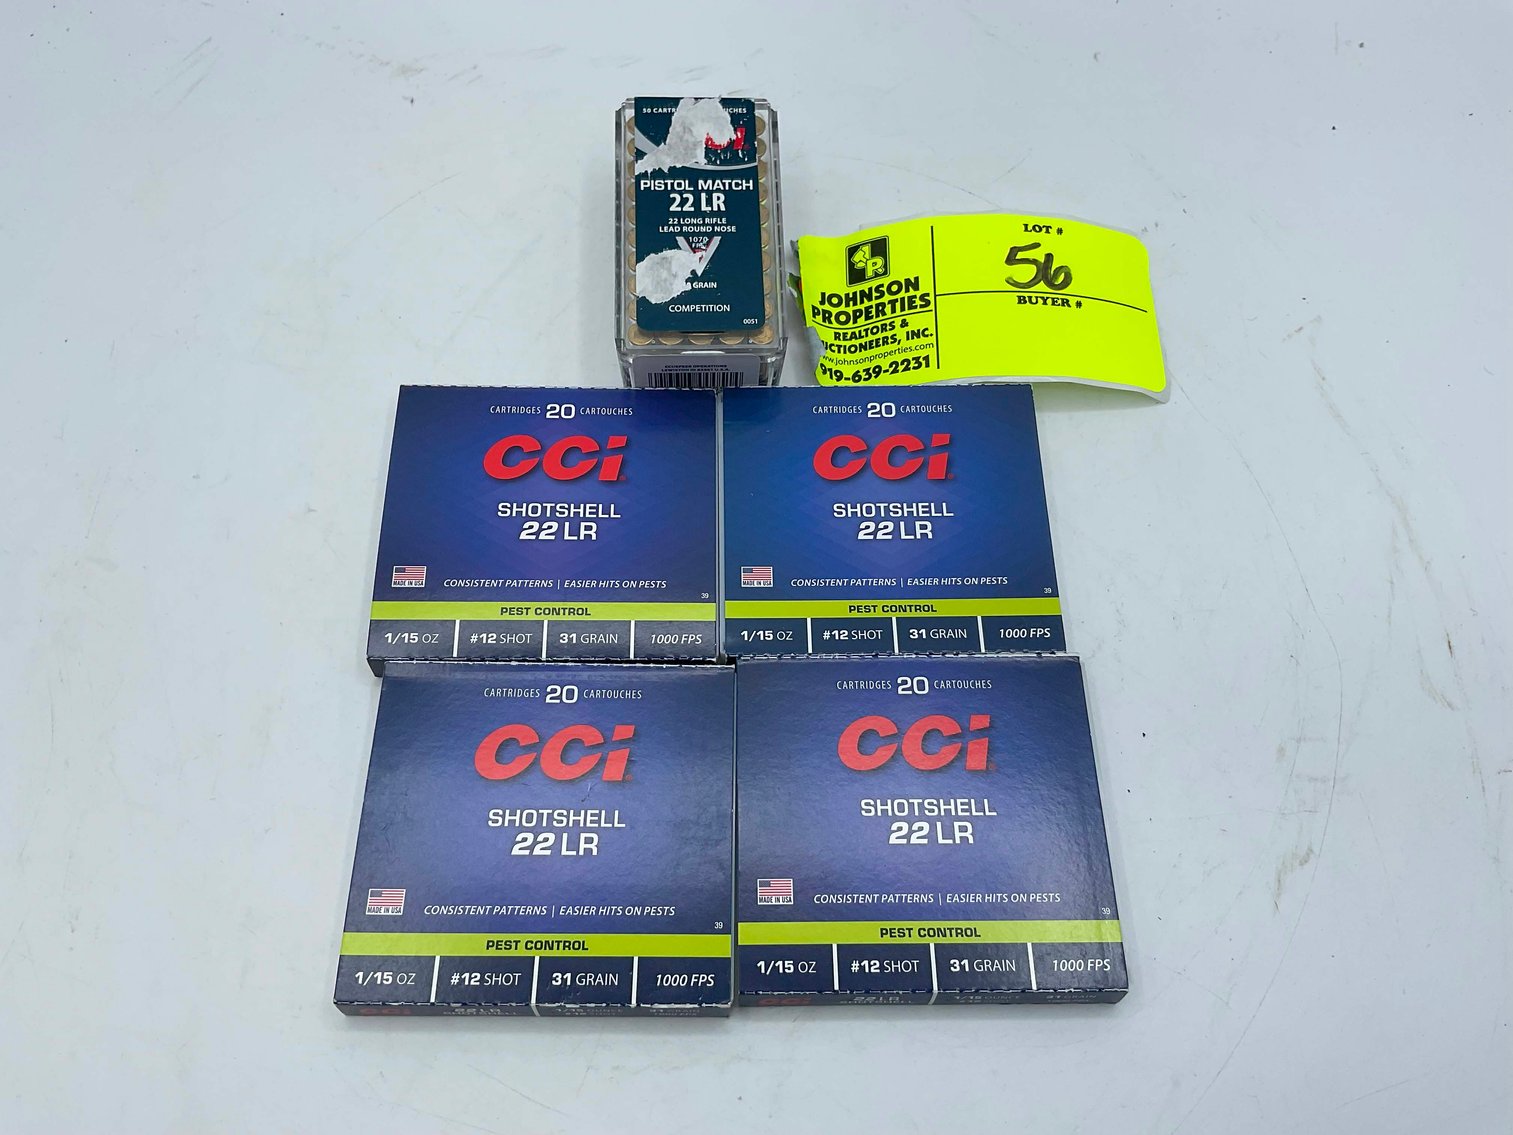 PISTOL MATCH
22 LR
22 LONG RIFLE
LEAD ROUND NOSE
1070
GRAIN
COMPETITION
0051
LOT #
56
BUYER #
JOHNSON
PROPERTIES
REALTORS &
INC.
www.johnsonproperties.com
919-639-2231
CARTRIDGES 20 CARTOUCHES
CCI
SHOTSHELL
22 LR
MADE IN USA
CONSISTENT PATTERNS | EASIER HITS ON PESTS
39
PEST CONTROL
1/15 OZ #12 SHOT 31 GRAIN 1000 FPS
CARTRIDGES 20 CARTOUCHES
CCI
SHOTSHELL
22 LR
MADE IN USA
CONSISTENT PATTERNS | EASIER HITS ON PESTS
39
PEST CONTROL
1/15 OZ #12 SHOT 31 GRAIN 1000 FPS
CARTRIDGES 20 CARTOUCHES
CCI
SHOTSHELL
22 LR
MADE IN USA
CONSISTENT PATTERNS | EASIER HITS ON PESTS
39
PEST CONTROL
1/15 OZ #12 SHOT 31 GRAIN 1000 FPS
CARTRIDGES 20 CARTOUCHES
CCI
SHOTSHELL
22 LR
MADE IN USA
CONSISTENT PATTERNS | EASIER HITS ON PESTS
39
PEST CONTROL
1/15 OZ #12 SHOT 31 GRAIN 1000 FPS